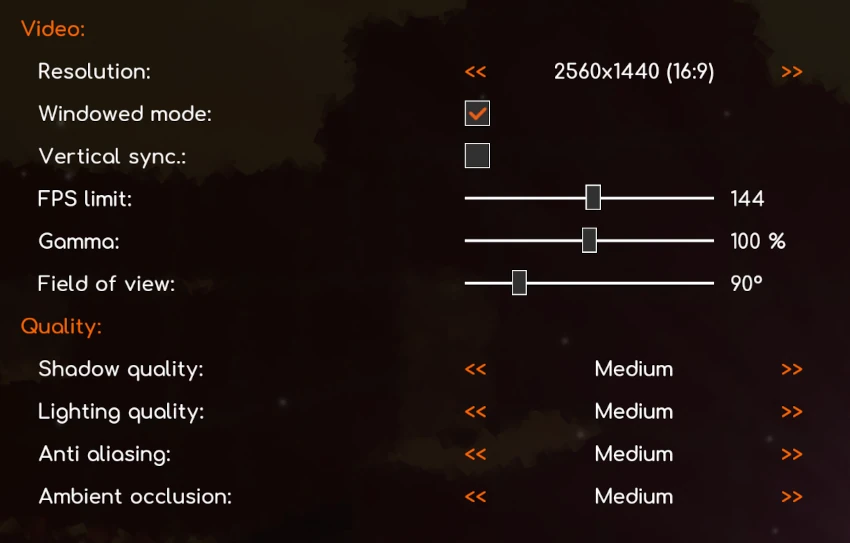 Video:
Resolution: << 2560x1440 (16:9) >>
Windowed mode:
Vertical sync.:
FPS limit: 144
Gamma: 100 %
Field of view: 90°
Quality:
Shadow quality: << Medium >>
Lighting quality: << Medium >>
Anti aliasing: << Medium >>
Ambient occlusion: << Medium >>